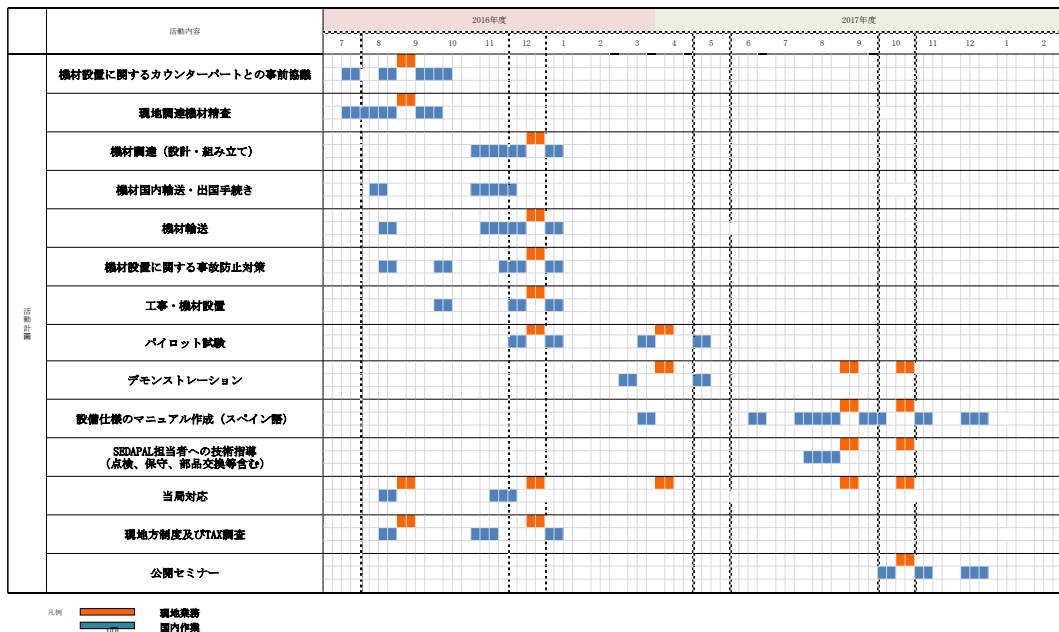 活動内容
2016年度
2017年度
7 8 9 10 11 12 1 2 3 4 5 6 7 8 9 10 11 12 1 2
活動計画
機材設置に関するカウンターパートとの事前協議
現地調達機材精査
機材調達（設計・組み立て）
機材国内輸送・出国手続き
機材輸送
機材設置に関する事故防止対策
工事・機材設置
パイロット試験
デモンストレーション
設備仕様のマニュアル作成（スペイン語）
SEDAPAL担当者への技術指導
（点検、保守、部品交換等含む）
当局対応
現地方制度及びTAX調査
公開セミナー
凡例
現地業務
国内作業